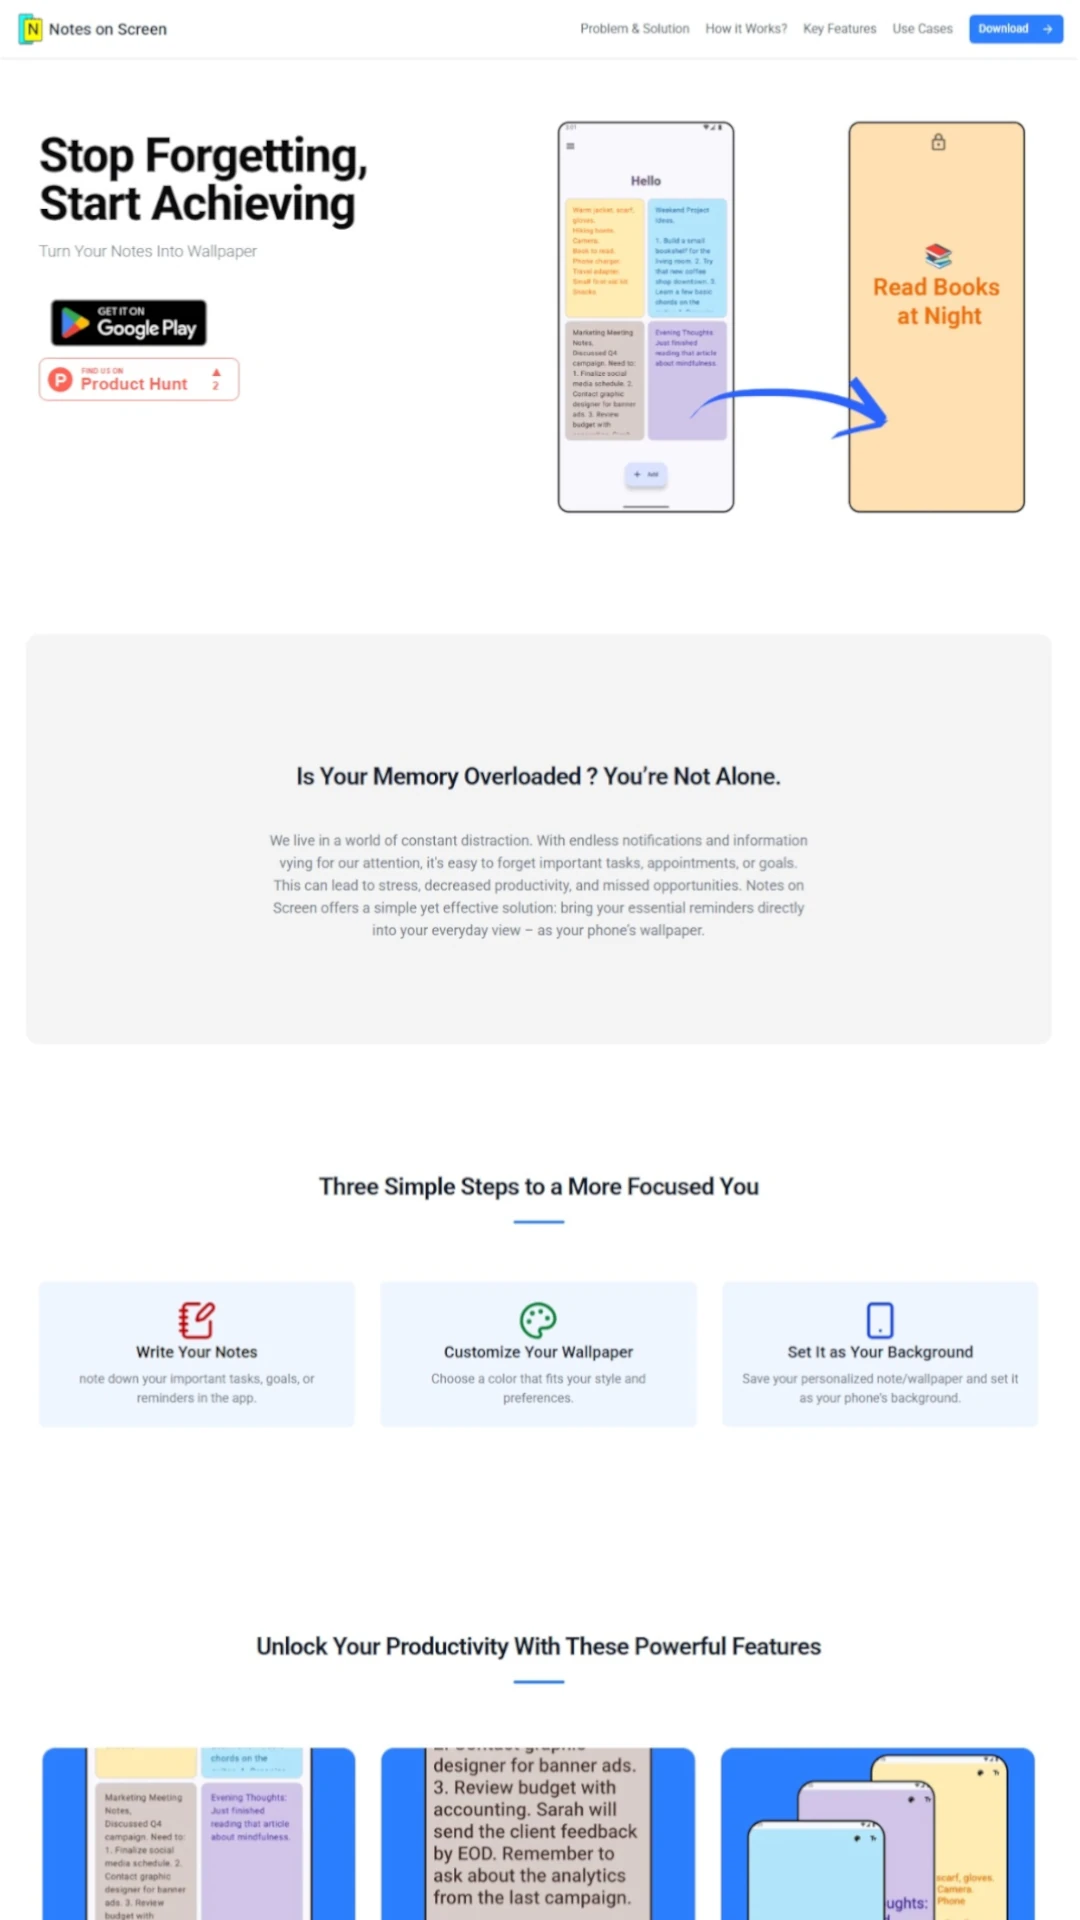 Notes on Screen
Problem & Solution
How it Works?
Key Features
Use Cases
Download
Stop Forgetting,
Start Achieving
Turn Your Notes Into Wallpaper
GET IT ON
Google Play
FIND US ON
Product Hunt
2
Hello
Warm jacket, scarf,
gloves.
Hiking boots.
Camera.
Book to read.
Phone charger.
Travel adapter.
Small first-aid kit
Snacks.
Weekend Project
Ideas,
1. Build a small
bookshelf for the
living room. 2. Try
that new coffee
shop downtown. 3.
Learn a few basic
chords on the
Marketing Meeting
Notes,
Discussed Q4
campaign. Need to:
1. Finalize social
media schedule. 2.
Contact graphic
designer for banner
ads. 3. Review
budget with
Evening Thoughts
Just finished
reading that article
about mindfulness.
+ Add
Read Books
at Night
Is Your Memory Overloaded ? You're Not Alone.
We live in a world of constant distraction. With endless notifications and information
vying for our attention, it's easy to forget important tasks, appointments, or goals.
This can lead to stress, decreased productivity, and missed opportunities. Notes on
Screen offers a simple yet effective solution: bring your essential reminders directly
into your everyday view – as your phone's wallpaper.
Three Simple Steps to a More Focused You
Write Your Notes
note down your important tasks, goals, or
reminders in the app.
Customize Your Wallpaper
Choose a color that fits your style and
preferences.
Set It as Your Background
Save your personalized note/wallpaper and set it
as your phone's background.
Unlock Your Productivity With These Powerful Features
chords on the
Marketing Meeting
Notes,
Discussed Q4
campaign. Need to:
1. Finalize social
media schedule. 2.
Contact graphic
designer for banner
ads. 3. Review
budget with
Evening Thoughts:
Just finished
reading that article
about mindfulness.
2. Contact graphic
designer for banner ads.
3. Review budget with
accounting. Sarah will
send the client feedback
by EOD. Remember to
ask about the analytics
from the last campaign.
scarf, gloves.
Camera.
Phone
ughts: